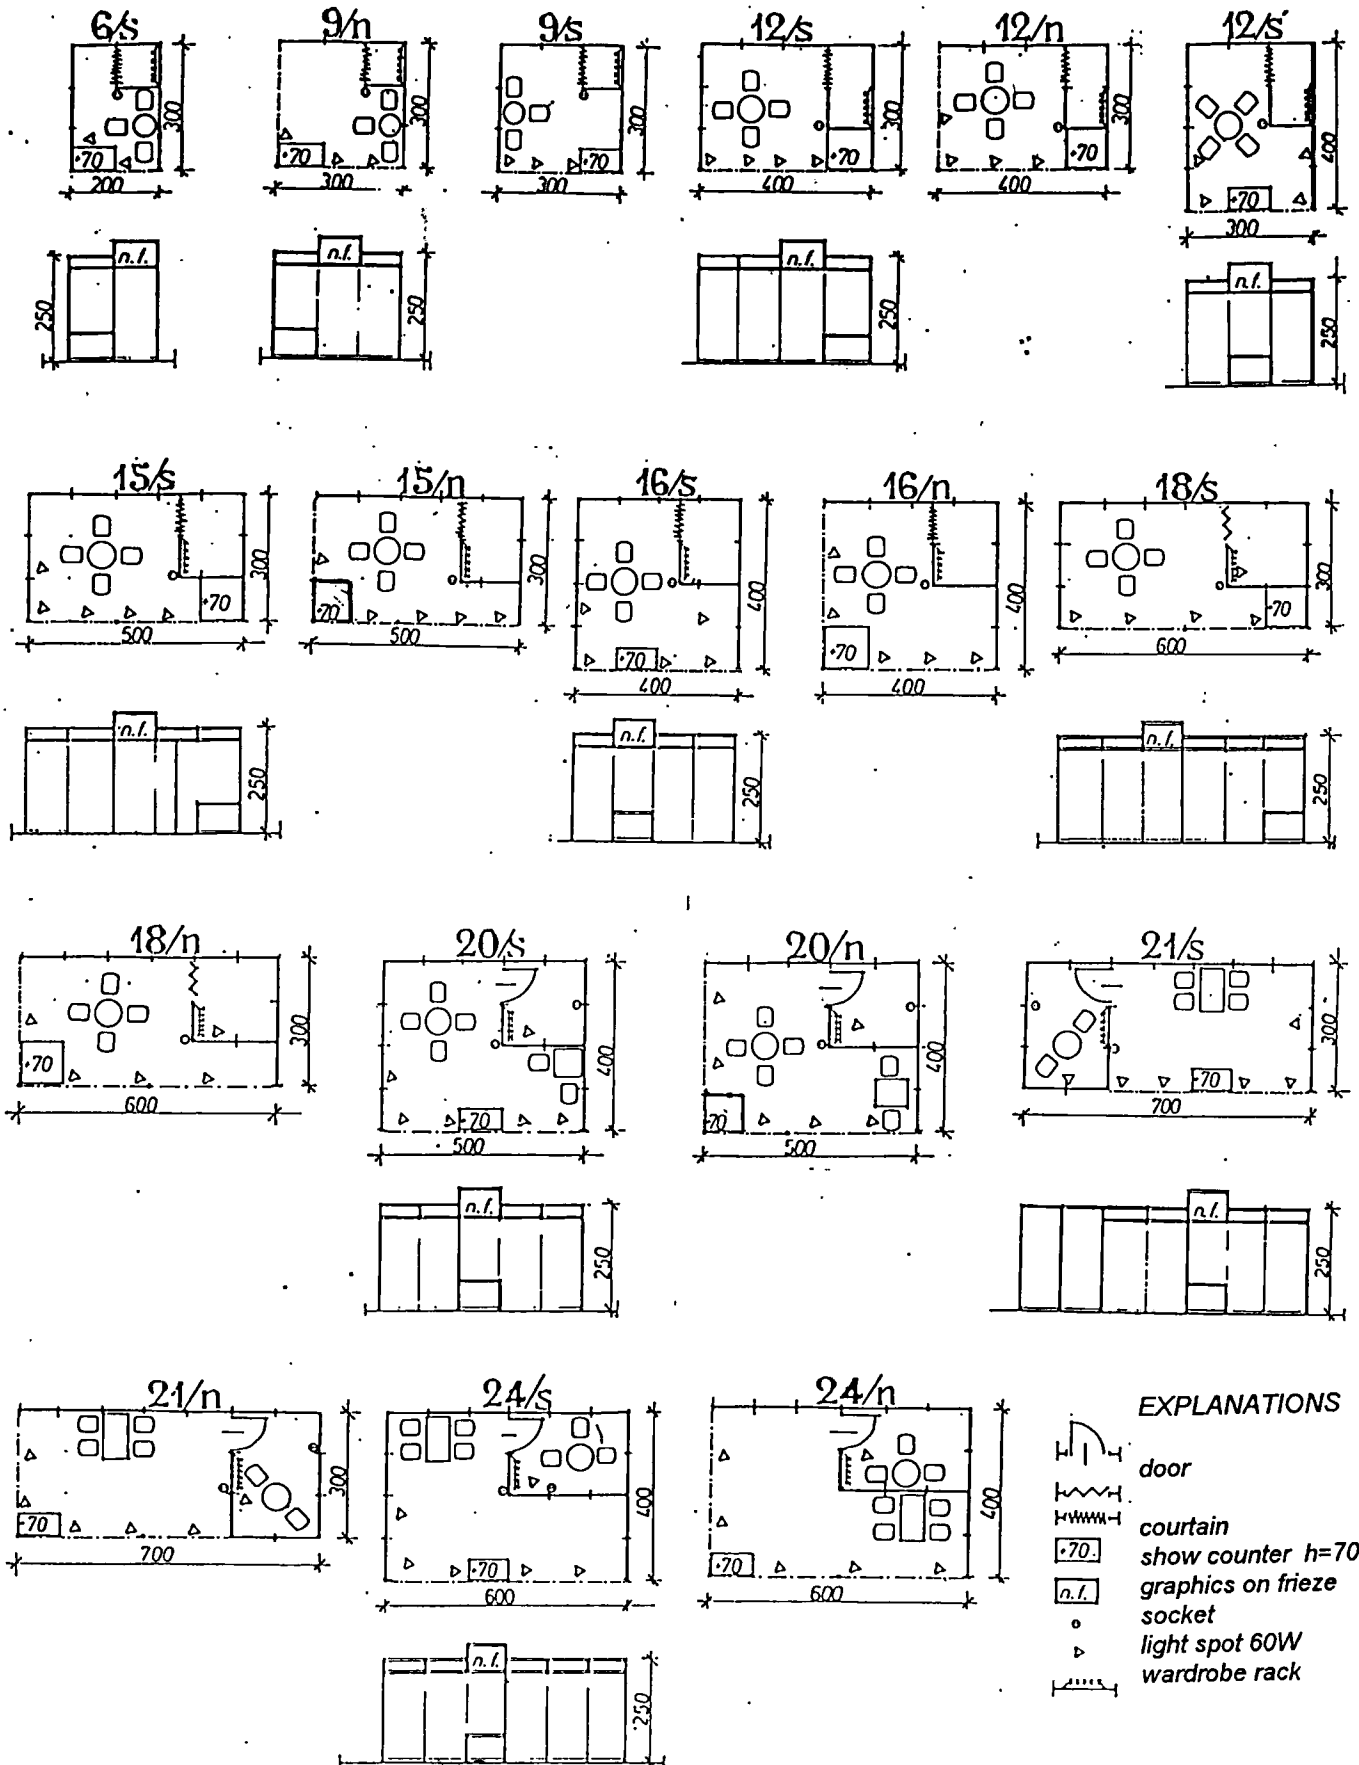 6/s 9/n 9/s 12/s 12/n 12/s'
·70 300 ·70 300 ·70 300 ·70 300 ·70 300 ·70 400
200 300 300 400 400 300
n.f. n.f. n.f. n.f.
250 250 250 250
15/s 15/n 16/s 16/n 18/s
·70 300 70 300 ·70 400 ·70 400 ·70 300
500 500 400 400 600
n.f. n.f. n.f.
250 250 250
18/n 20/s 20/n 21/s
·70 300 ·70 400 ·70 400 ·70 300
600 500 500 700
n.f. n.f.
250 250
21/n 24/s 24/n
·70 300 ·70 400 ·70 400
700 600 600
n.f.
250
EXPLANATIONS
door
courtain
·70. show counter h=70
n.f. graphics on frieze
socket
light spot 60W
wardrobe rack